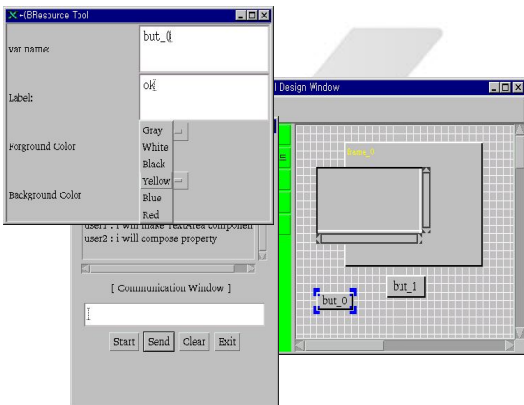 X-(BResource Tool
var name:
but_0
Label:
ok
Forground Color
Gray
White
Black
Yellow
Blue
Red
Background Color
l Design Window
but_0
but_1
user1 : i will make TextArea componen
user2 : i will compose property
[ Communication Window ]
Start
Send
Clear
Exit